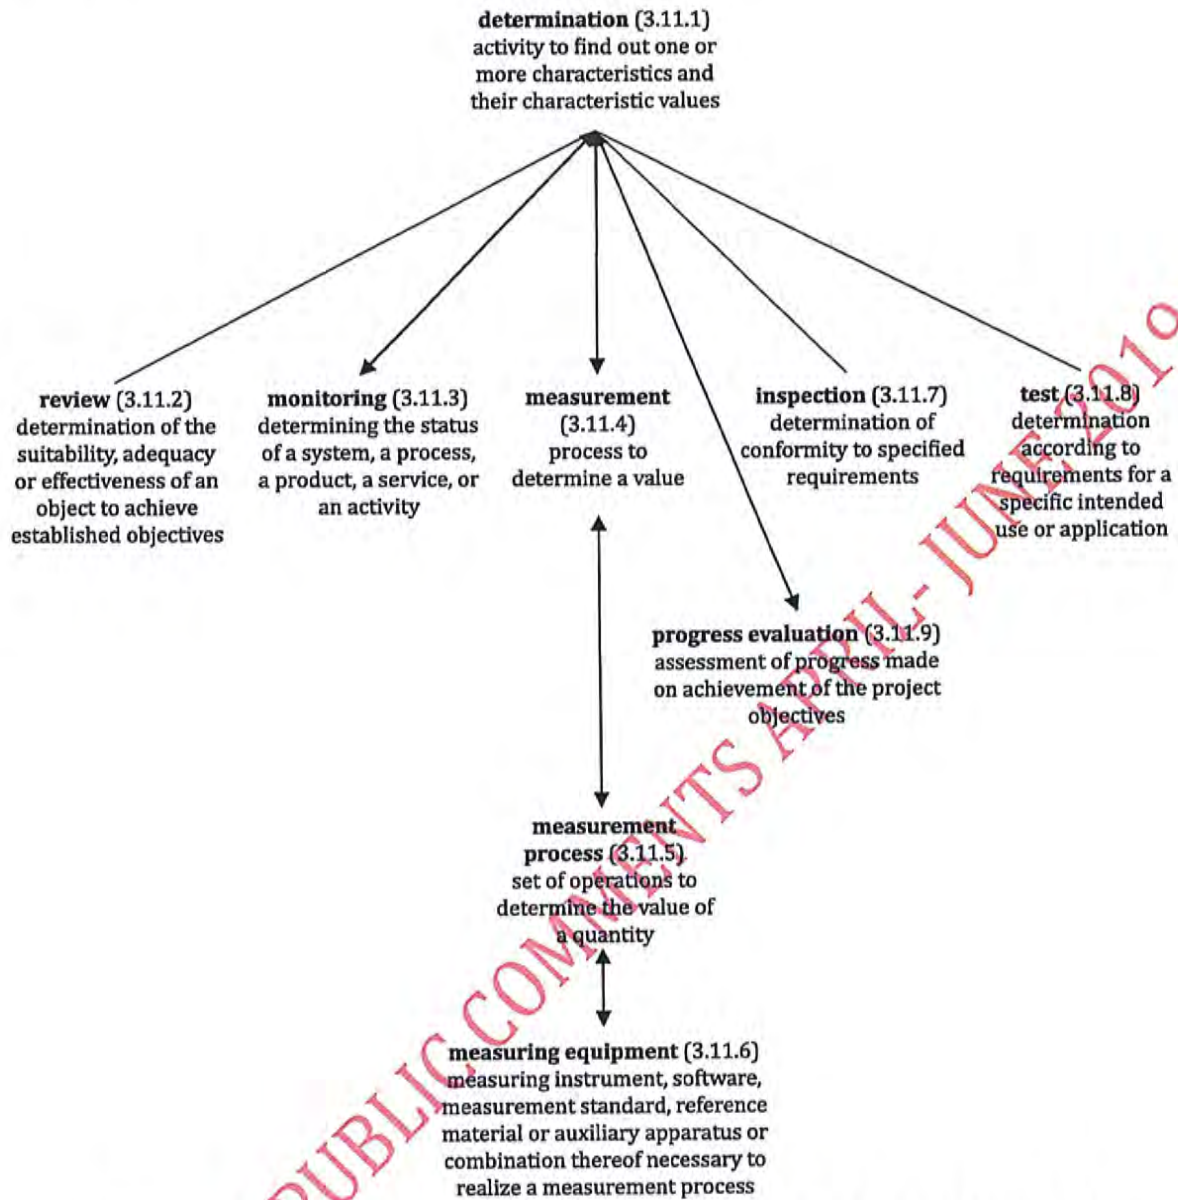 determination (3.11.1)
activity to find out one or
more characteristics and
their characteristic values
review (3.11.2)
determination of the
suitability, adequacy
or effectiveness of an
object to achieve
established objectives
monitoring (3.11.3)
determining the status
of a system, a process,
a product, a service, or
an activity
measurement
(3.11.4)
process to
determine a value
inspection (3.11.7)
determination of
conformity to specified
requirements
test (3.11.8)
determination
according to
requirements for a
specific intended
use or application
progress evaluation (3.11.9)
assessment of progress made
on achievement of the project
objectives
measurement
process (3.11.5)
set of operations to
determine the value of
a quantity
measuring equipment (3.11.6)
measuring instrument, software,
measurement standard, reference
material or auxiliary apparatus or
combination thereof necessary to
realize a measurement process
PUBLIC COMMENTS APRIL- JUNE 2019